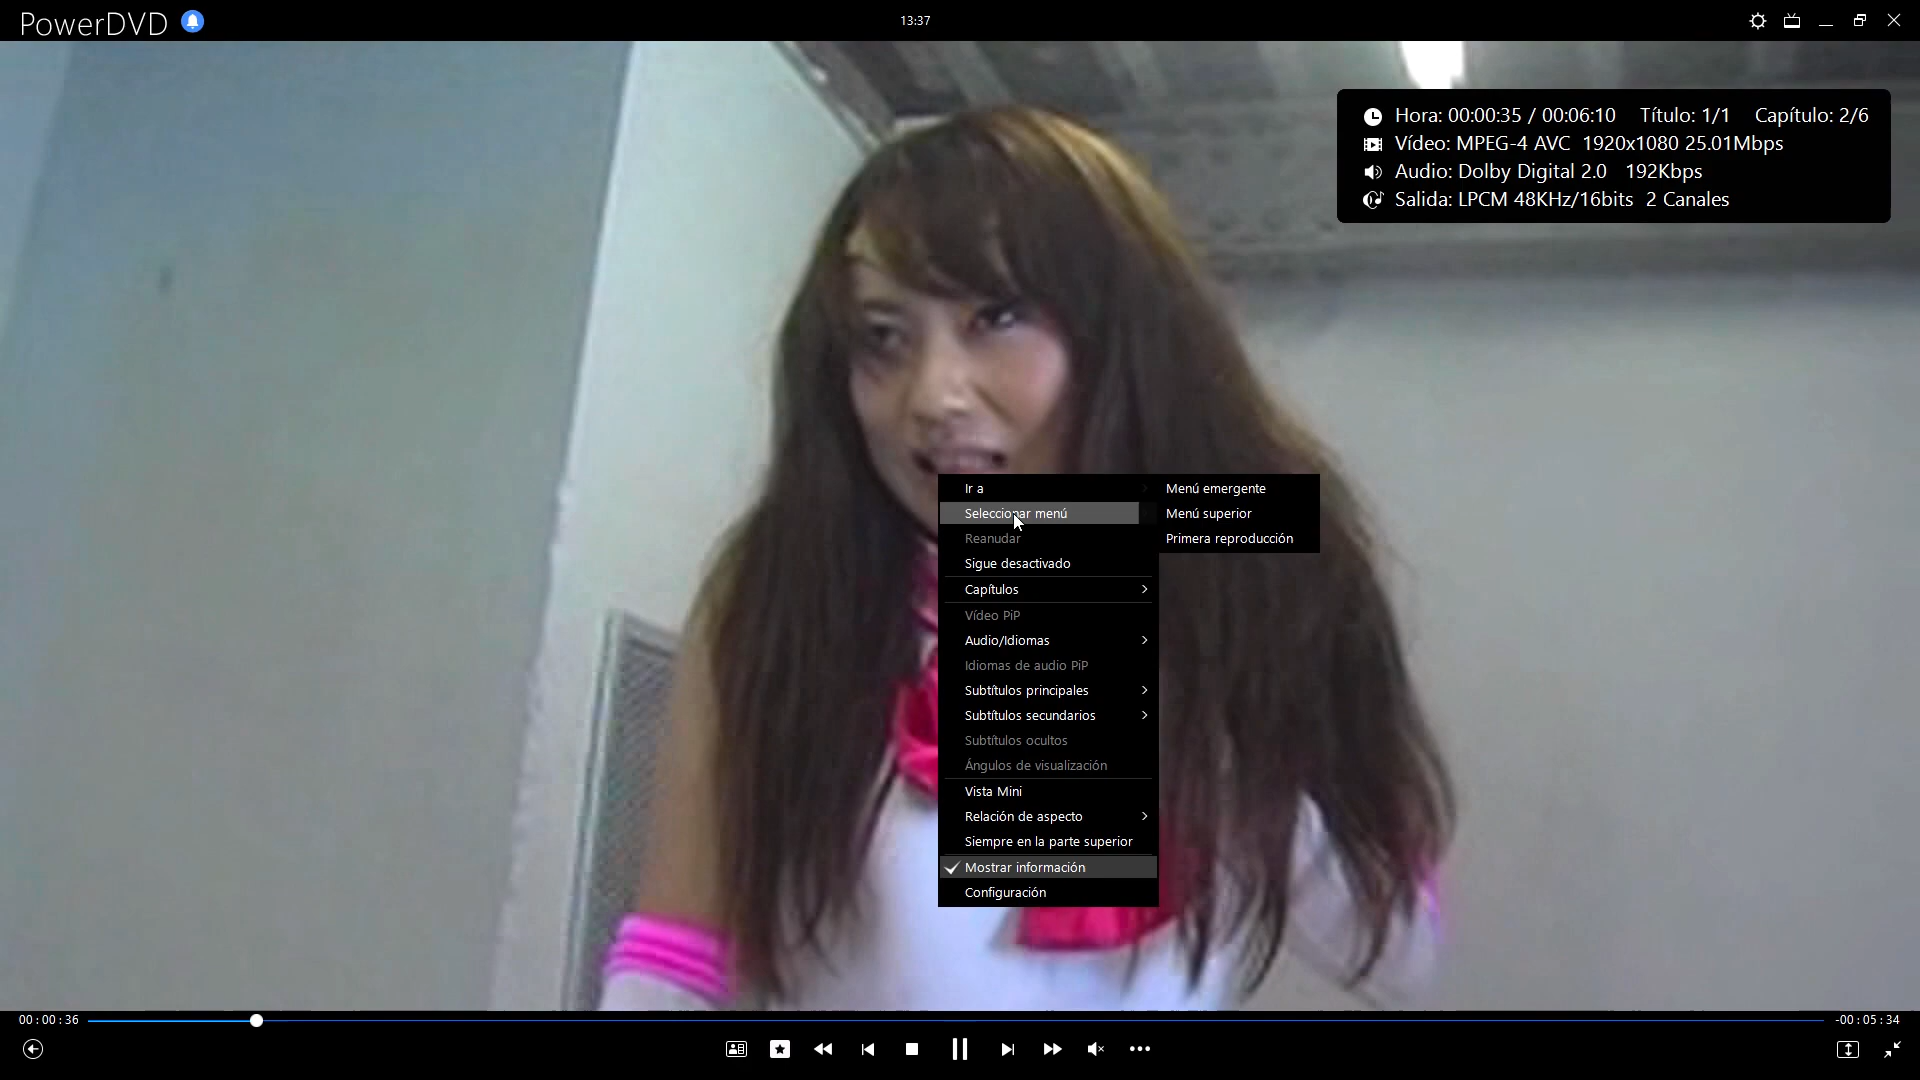 PowerDVD
13:37
Hora: 00:00:35 / 00:06:10 Título: 1/1 Capítulo: 2/6
Vídeo: MPEG-4 AVC 1920x1080 25.01Mbps
Audio: Dolby Digital 2.0 192Kbps
Salida: LPCM 48KHz/16bits 2 Canales
Ir a
Seleccionar menú
Reanudar
Sigue desactivado
Capítulos
Vídeo PiP
Audio/Idiomas
Idiomas de audio PiP
Subtítulos principales
Subtítulos secundarios
Subtítulos ocultos
Ángulos de visualización
Vista Mini
Relación de aspecto
Siempre en la parte superior
Mostrar información
Configuración
Menú emergente
Menú superior
Primera reproducción
00:00:36
-00:05:34